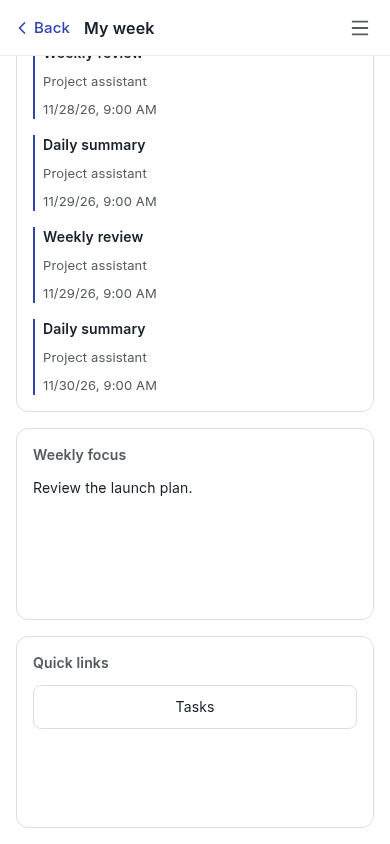 Back
My week
Weekly review
Project assistant
11/28/26, 9:00 AM
Daily summary
Project assistant
11/29/26, 9:00 AM
Weekly review
Project assistant
11/29/26, 9:00 AM
Daily summary
Project assistant
11/30/26, 9:00 AM
Weekly focus
Review the launch plan.
Quick links
Tasks